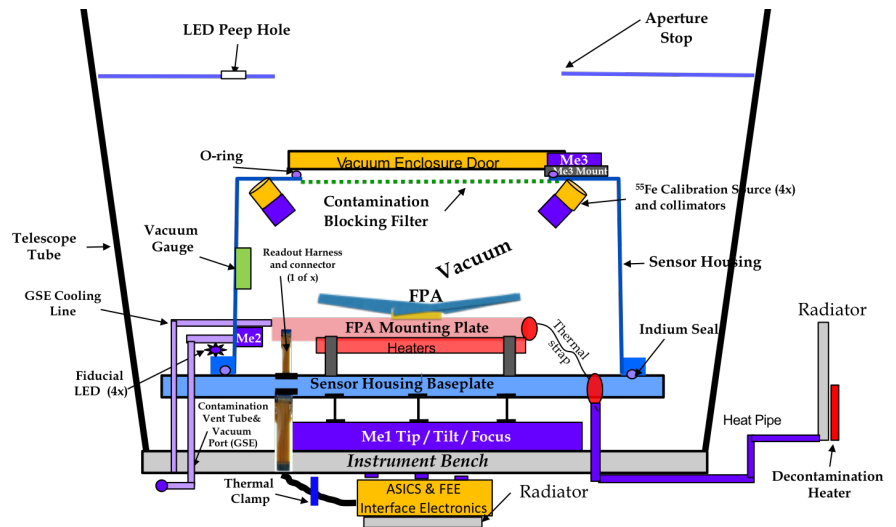 LED Peep Hole
Aperture
Stop
O-ring
Vacuum Enclosure Door
Me3
Me3 Mount
⁵⁵Fe Calibration Source (4x)
and collimators
Contamination
Blocking Filter
Telescope
Tube
Vacuum
Gauge
Readout Harness
and connector
(1 of x)
Vacuum
Sensor Housing
GSE Cooling
Line
FPA
FPA Mounting Plate
Thermal
strap
Radiator
Me2
Heaters
Indium Seal
Fiducial
LED (4x)
Sensor Housing Baseplate
Contamination
Vent Tube&
Vacuum
Port (GSE)
Heat Pipe
Me1 Tip / Tilt / Focus
Instrument Bench
Decontamination
Heater
Thermal
Clamp
ASICS & FEE
Interface Electronics
Radiator